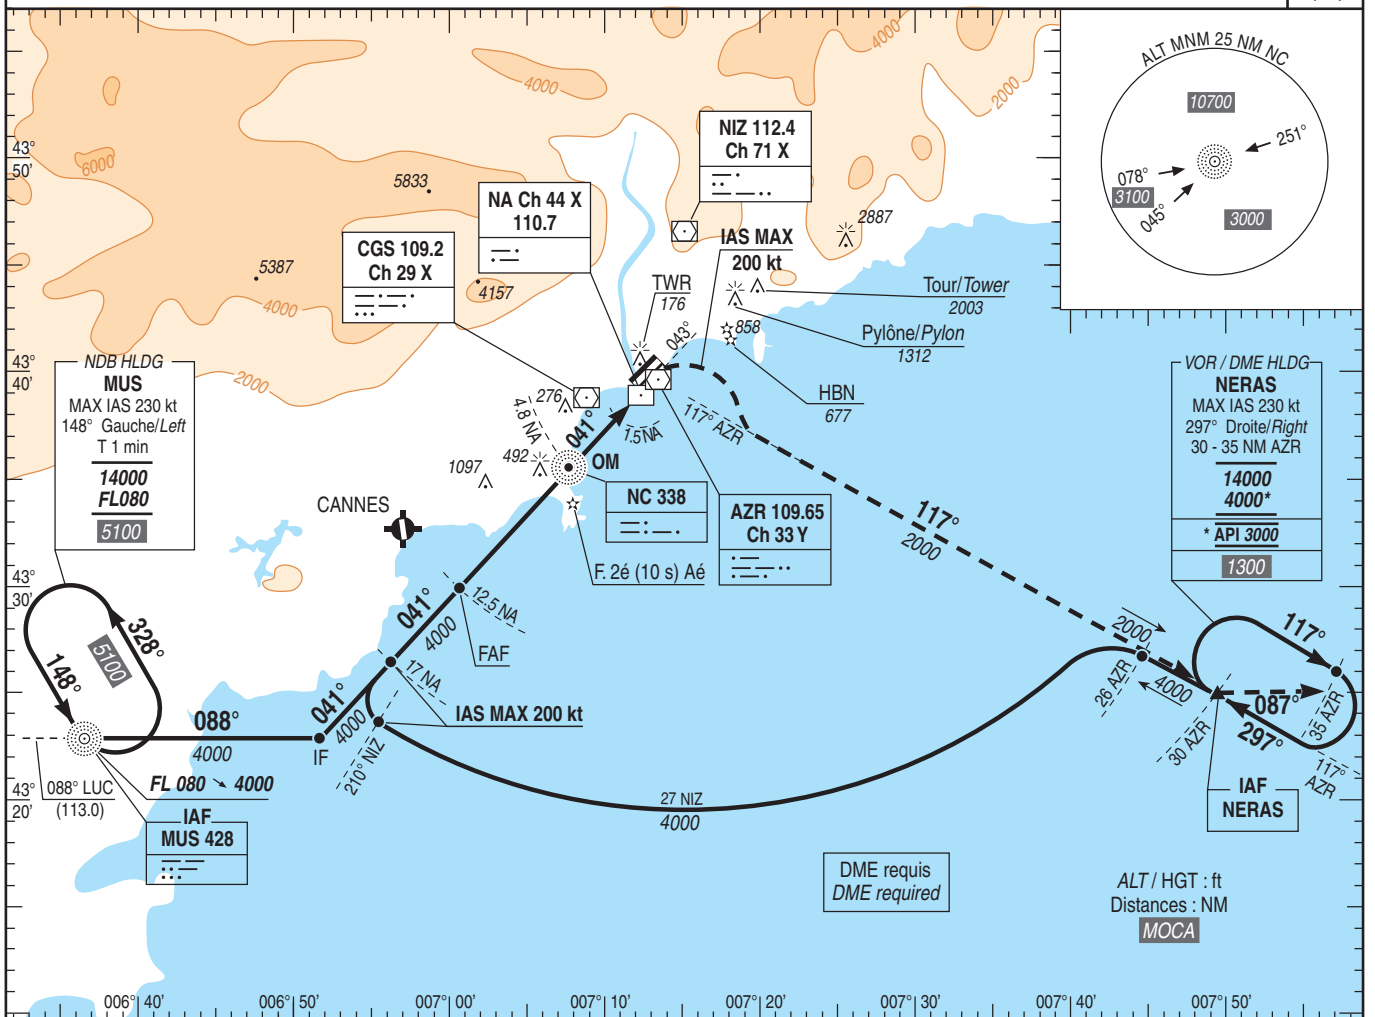 ALT MNM 25 NM NC
10700
251°
078°
3100
045°
3000
4000
4000
2000
6000
5833
5387
4000
4157
2000
2887
NIZ 112.4
Ch 71 X
NA Ch 44 X
110.7
CGS 109.2
Ch 29 X
IAS MAX
200 kt
TWR
176
043°
858
Tour/Tower
2003
Pylône/Pylon
1312
HBN
677
43°
50'
43°
40'
43°
30'
43°
20'
NDB HLDG
MUS
MAX IAS 230 kt
148° Gauche/Left
T 1 min
14000
FL080
5100
VOR / DME HLDG
NERAS
MAX IAS 230 kt
297° Droite/Right
30 - 35 NM AZR
14000
4000*
* API 3000
1300
276
4.8 NA
041°
1.5NA
117° AZR
492
OM
1097
CANNES
NC 338
AZR 109.65
Ch 33 Y
F. 2é (10 s) Aé
117°
2000
041°
4000
12.5 NA
FAF
17 NA
IAS MAX 200 kt
041°
4000
210° NIZ
IF
328°
5100
148°
088°
4000
088° LUC
(113.0)
FL 080 ↘ 4000
IAF
MUS 428
27 NIZ
4000
2000
4000
26 AZR
30 AZR
117°
087°
297°
35 AZR
117°
AZR
IAF
NERAS
DME requis
DME required
ALT / HGT : ft
Distances : NM
MOCA
006°40'
006°50'
007°00'
007°10'
007°20'
007°30'
007°40'
007°50'